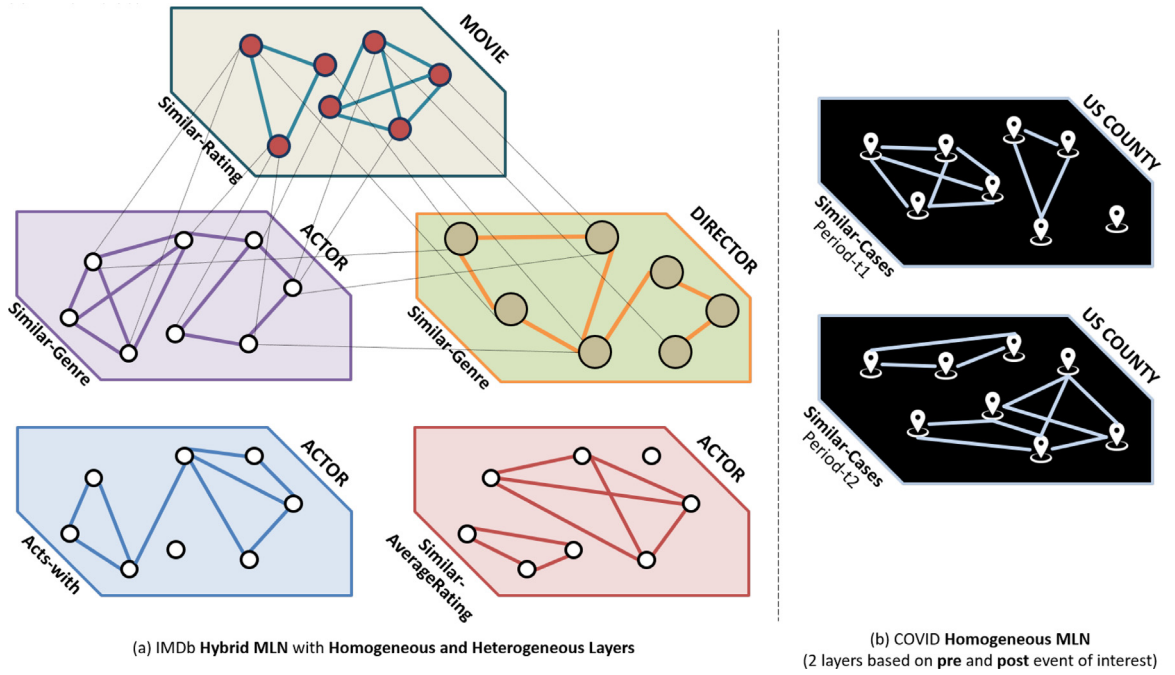 MOVIE
Similar-Rating
ACTOR
Similar-Genre
DIRECTOR
Similar-Genre
ACTOR
Acts-with
ACTOR
Similar-
AverageRating
(a) IMDb Hybrid MLN with Homogeneous and Heterogeneous Layers
US COUNTY
Similar-Cases
Period-t1
US COUNTY
Similar-Cases
Period-t2
(b) COVID Homogeneous MLN
(2 layers based on pre and post event of interest)